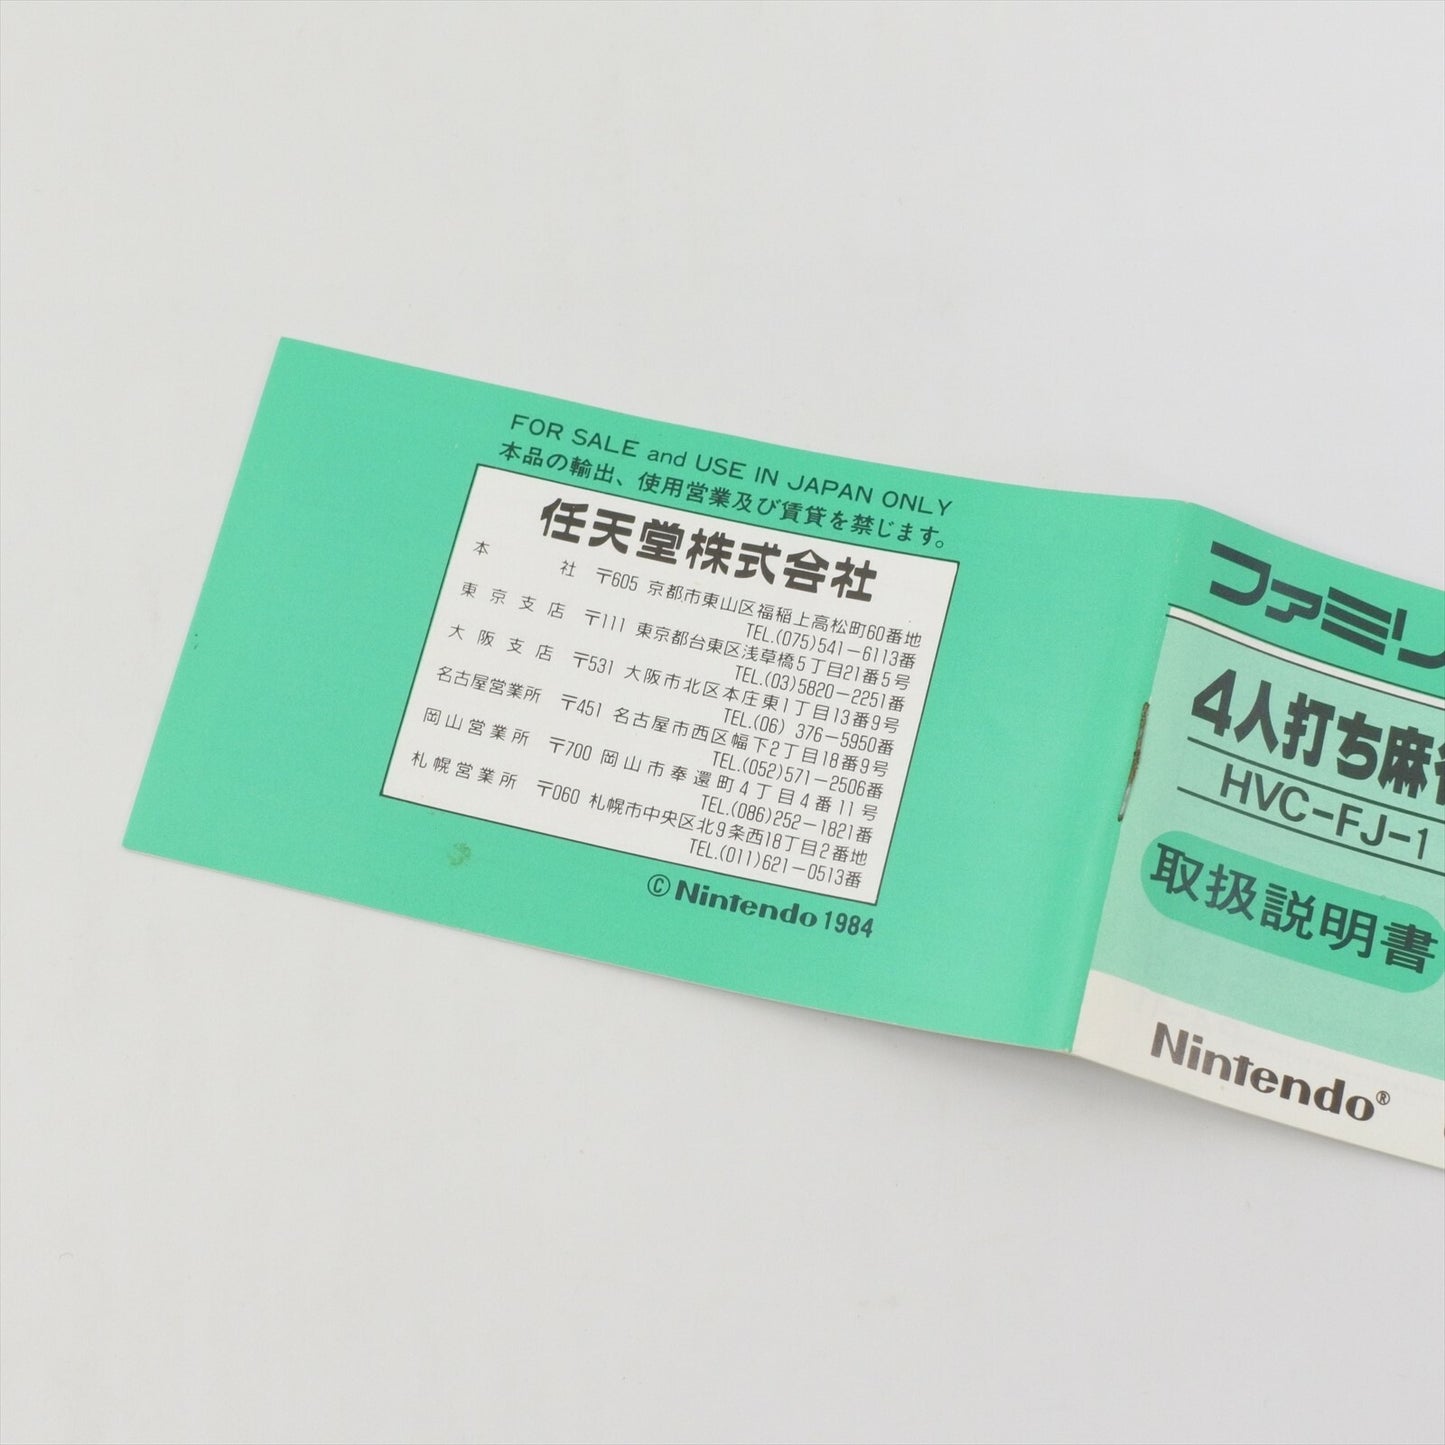 FOR SALE and USE IN JAPAN ONLY
本品の輸出、使用営業及び賃貸を禁じます。
任天堂株式会社
本社 〒605 京都市東山区福稲上高松町60番地
TEL.(075)541-6113番
東京支店 〒111 東京都台東区浅草橋5丁目21番5号
TEL.(03)5820-2251番
大阪支店 〒531 大阪市北区本庄東1丁目13番9号
TEL.(06) 376-5950番
名古屋営業所 〒451 名古屋市西区幅下2丁目18番9号
TEL.(052)571-2506番
岡山営業所 〒700 岡山市奉還町4丁目4番11号
TEL.(086)252-1821番
札幌営業所 〒060 札幌市中央区北9条西18丁目2番地
TEL.(011)621-0513番
© Nintendo 1984
ファミリ
4人打ち麻雀
HVC-FJ-1
取扱説明書
Nintendo®